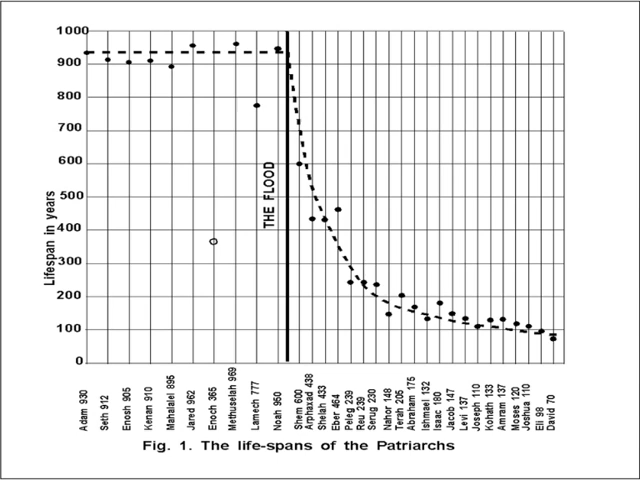 1000
900
800
700
600
500
400
300
200
100
0
Lifespan in years
THE FLOOD
Adam 930
Seth 912
Enosh 905
Kenan 910
Mahalalel 895
Jared 962
Enoch 365
Methuselah 969
Lamech 777
Noah 950
Shem 600
Arphaxad 438
Shelah 433
Eber 464
Peleg 239
Reu 239
Serug 230
Nahor 148
Terah 205
Abraham 175
Ishmael 132
Isaac 180
Jacob 147
Levi 137
Joseph 110
Kohath 133
Amram 137
Moses 120
Joshua 110
Eli 98
David 70
Fig. 1. The life-spans of the Patriarchs